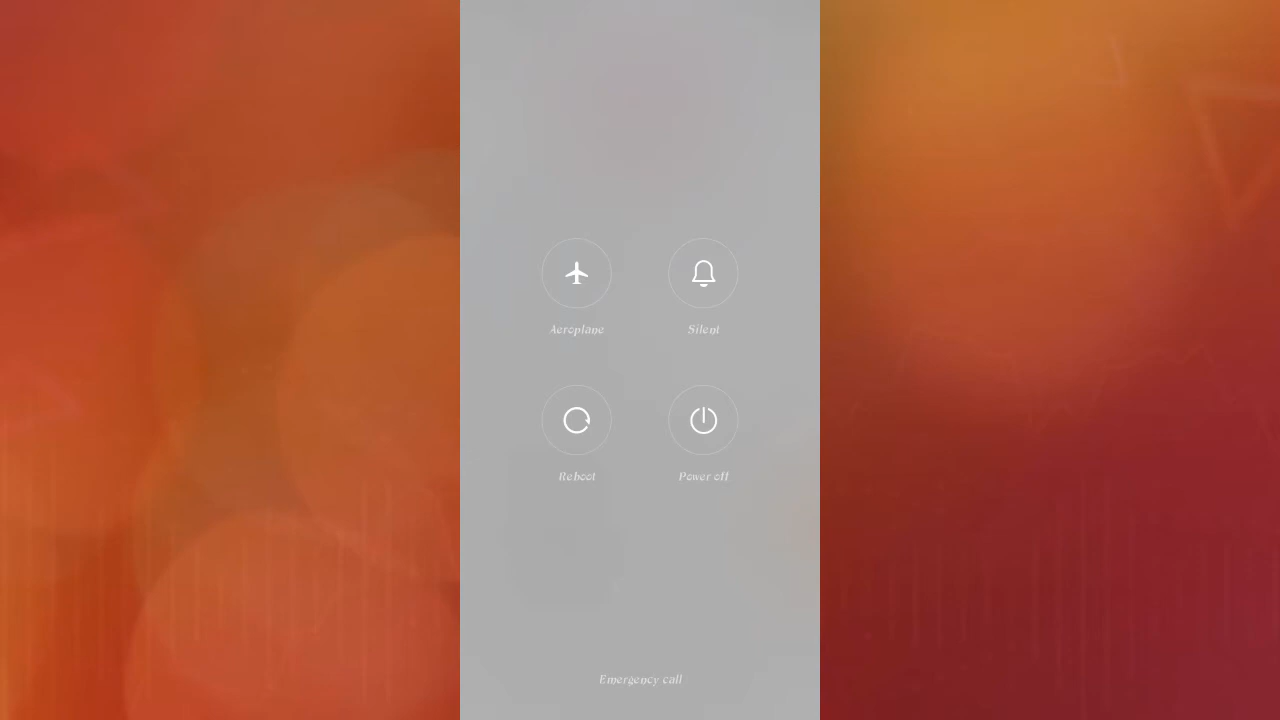 Aeroplane
Silent
Reboot
Power off
Emergency call